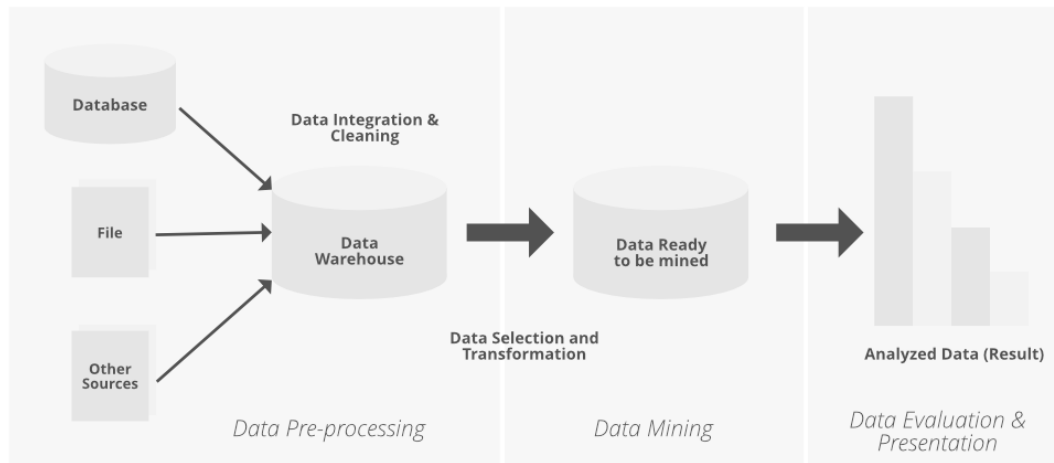 Database
Data Integration &
Cleaning
File
Data
Warehouse
Data Ready
to be mined
Other
Sources
Data Selection and
Transformation
Analyzed Data (Result)
Data Pre-processing
Data Mining
Data Evaluation &
Presentation